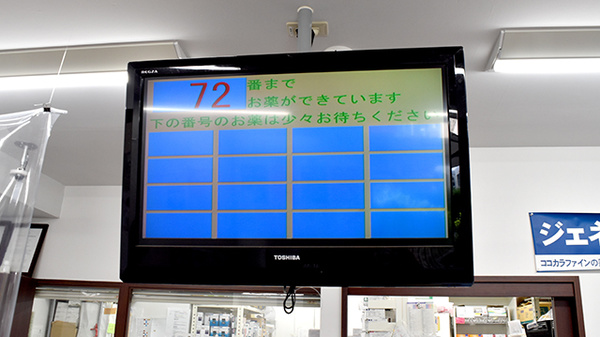 REGZA
72 番まで
お薬ができています
下の番号のお薬は少々お待ちください
TOSHIBA
ジェネ
ココカラファインの